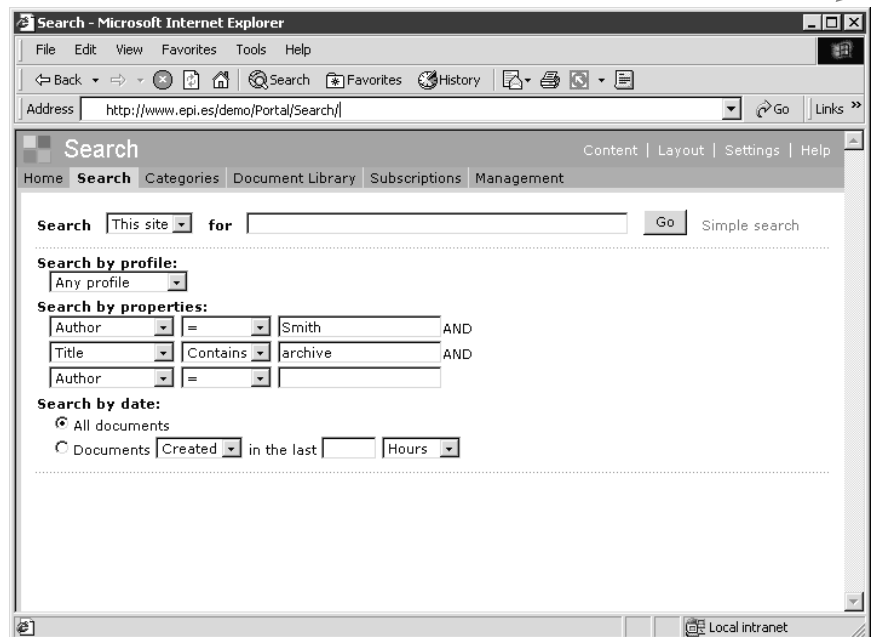 Search - Microsoft Internet Explorer
File Edit View Favorites Tools Help
Back Search Favorites History
Address http://www.epi.es/demo/Portal/Search/ Go Links »
Search Content | Layout | Settings | Help
Home Search Categories Document Library Subscriptions Management
Search This site for Go Simple search
Search by profile:
Any profile
Search by properties:
Author = Smith AND
Title Contains archive AND
Author =
Search by date:
All documents
Documents Created in the last Hours
Local intranet